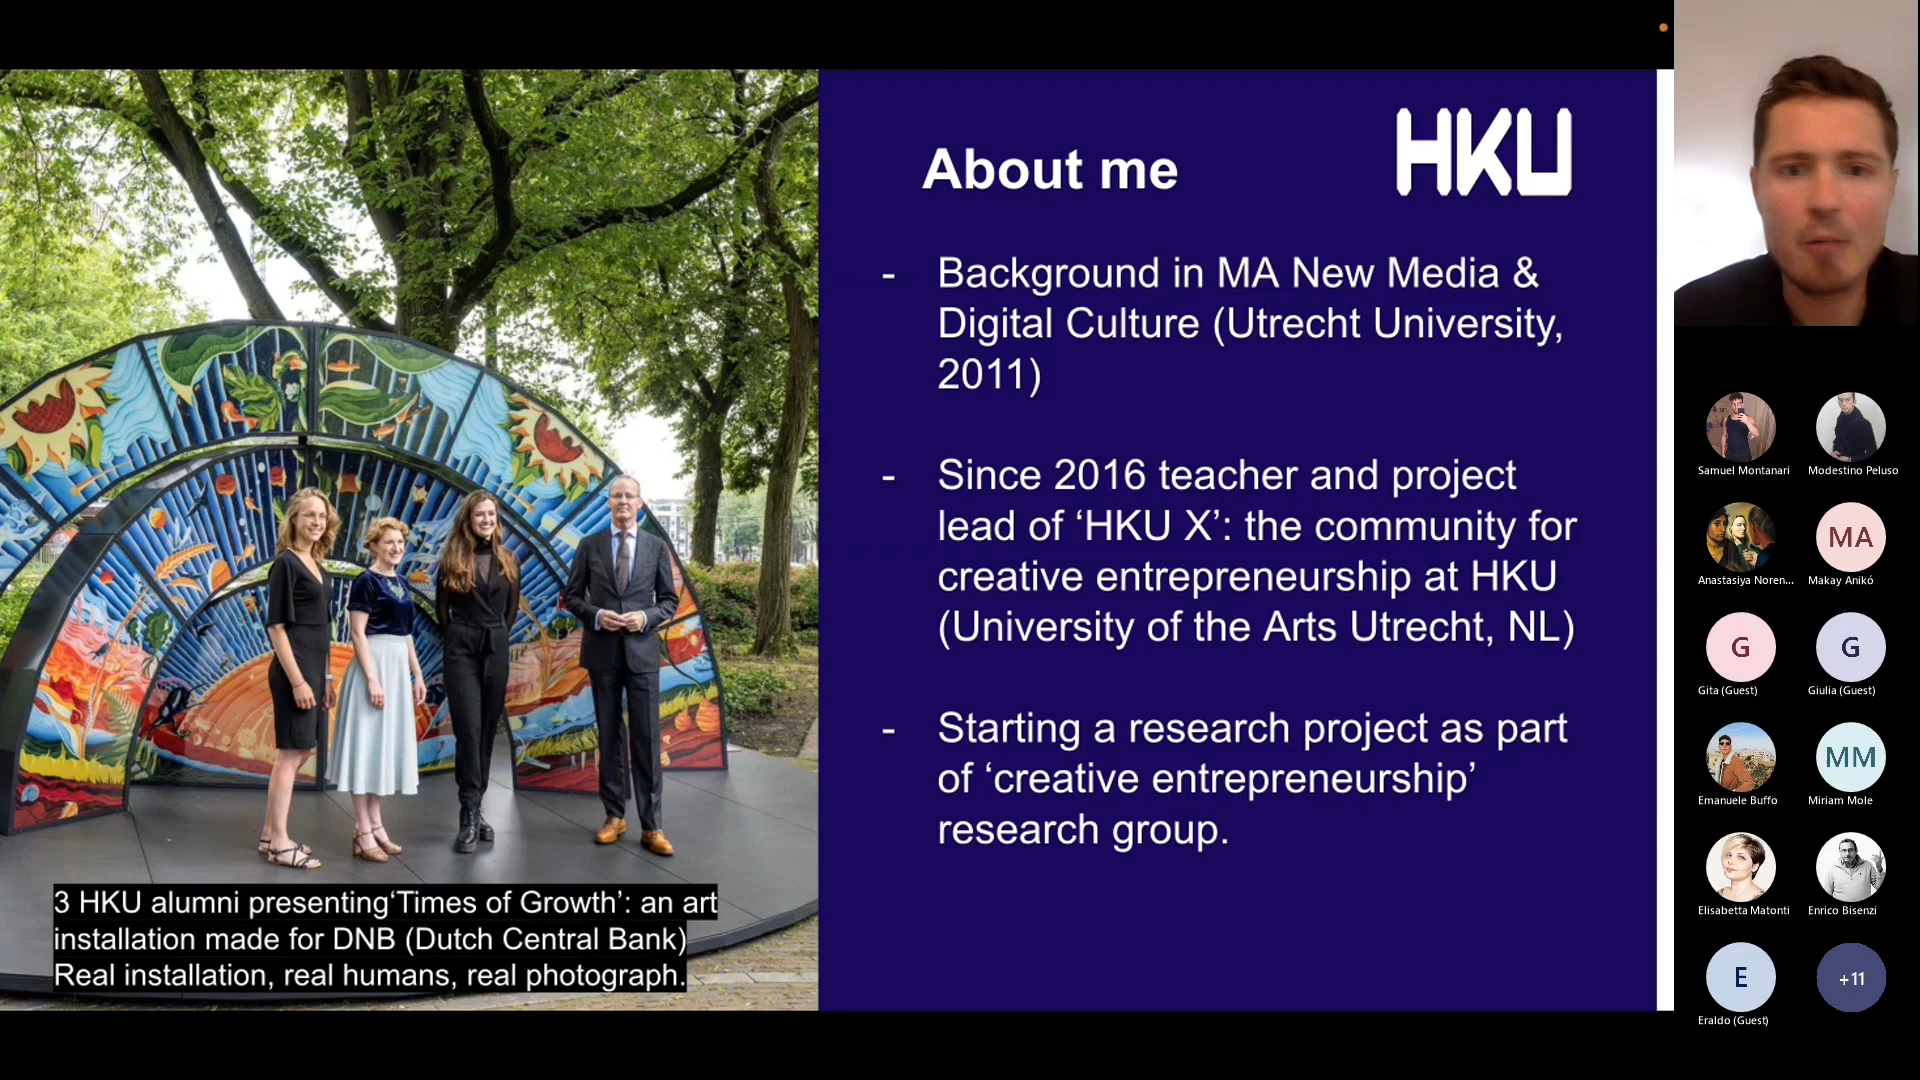 HKU
About me
- Background in MA New Media &
Digital Culture (Utrecht University,
2011)
- Since 2016 teacher and project
lead of ‘HKU X’: the community for
creative entrepreneurship at HKU
(University of the Arts Utrecht, NL)
- Starting a research project as part
of ‘creative entrepreneurship’
research group.
3 HKU alumni presenting‘Times of Growth’: an art
installation made for DNB (Dutch Central Bank)
Real installation, real humans, real photograph.
Samuel Montanari
Modestino Peluso
Anastasiya Noren...
MA
Makay Anikó
G
Gita (Guest)
G
Giulia (Guest)
Emanuele Buffo
MM
Miriam Mole
Elisabetta Matonti
Enrico Bisenzi
E
Eraldo (Guest)
+11